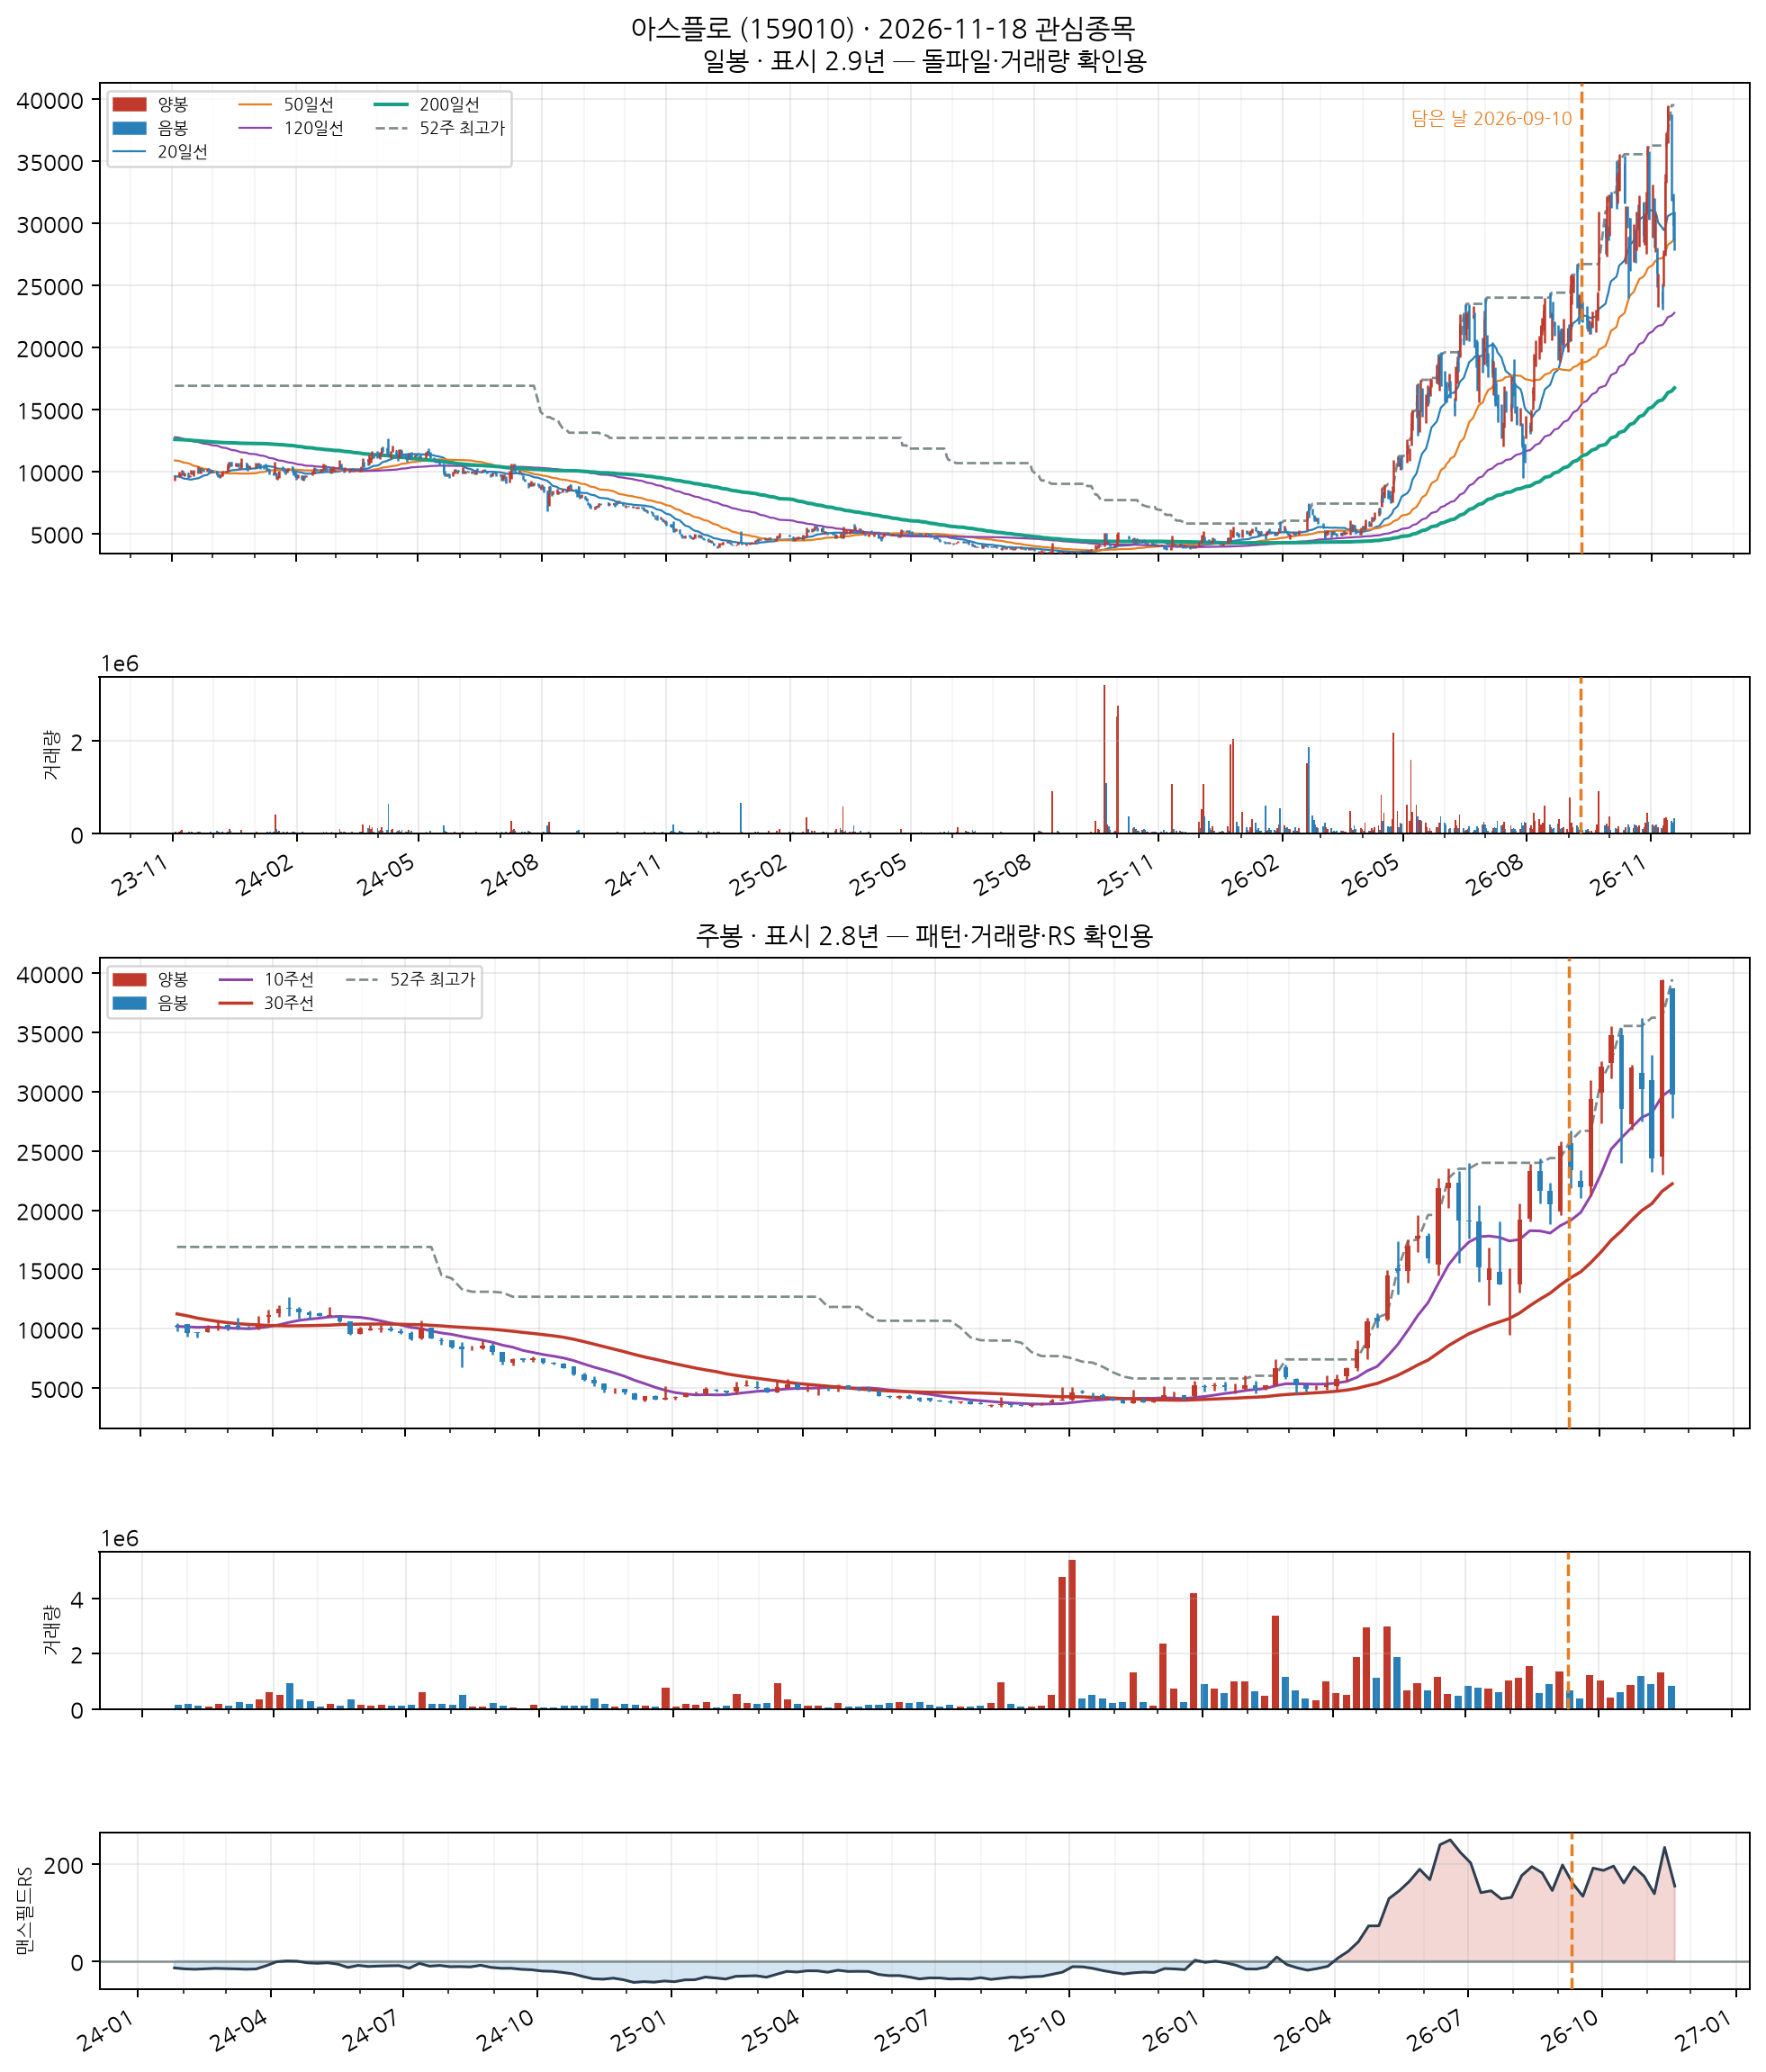 아스플로 (159010) · 2026-11-18 관심종목
일봉 · 표시 2.9년 — 돌파일·거래량 확인용
양봉
음봉
20일선
50일선
120일선
200일선
52주 최고가
담은 날 2026-09-10
40000
35000
30000
25000
20000
15000
10000
5000
1e6
거래량
2
0
23-11
24-02
24-05
24-08
24-11
25-02
25-05
25-08
25-11
26-02
26-05
26-08
26-11
주봉 · 표시 2.8년 — 패턴·거래량·RS 확인용
양봉
음봉
10주선
30주선
52주 최고가
40000
35000
30000
25000
20000
15000
10000
5000
1e6
거래량
4
2
0
맨스필드RS
200
0
24-01
24-04
24-07
24-10
25-01
25-04
25-07
25-10
26-01
26-04
26-07
26-10
27-01